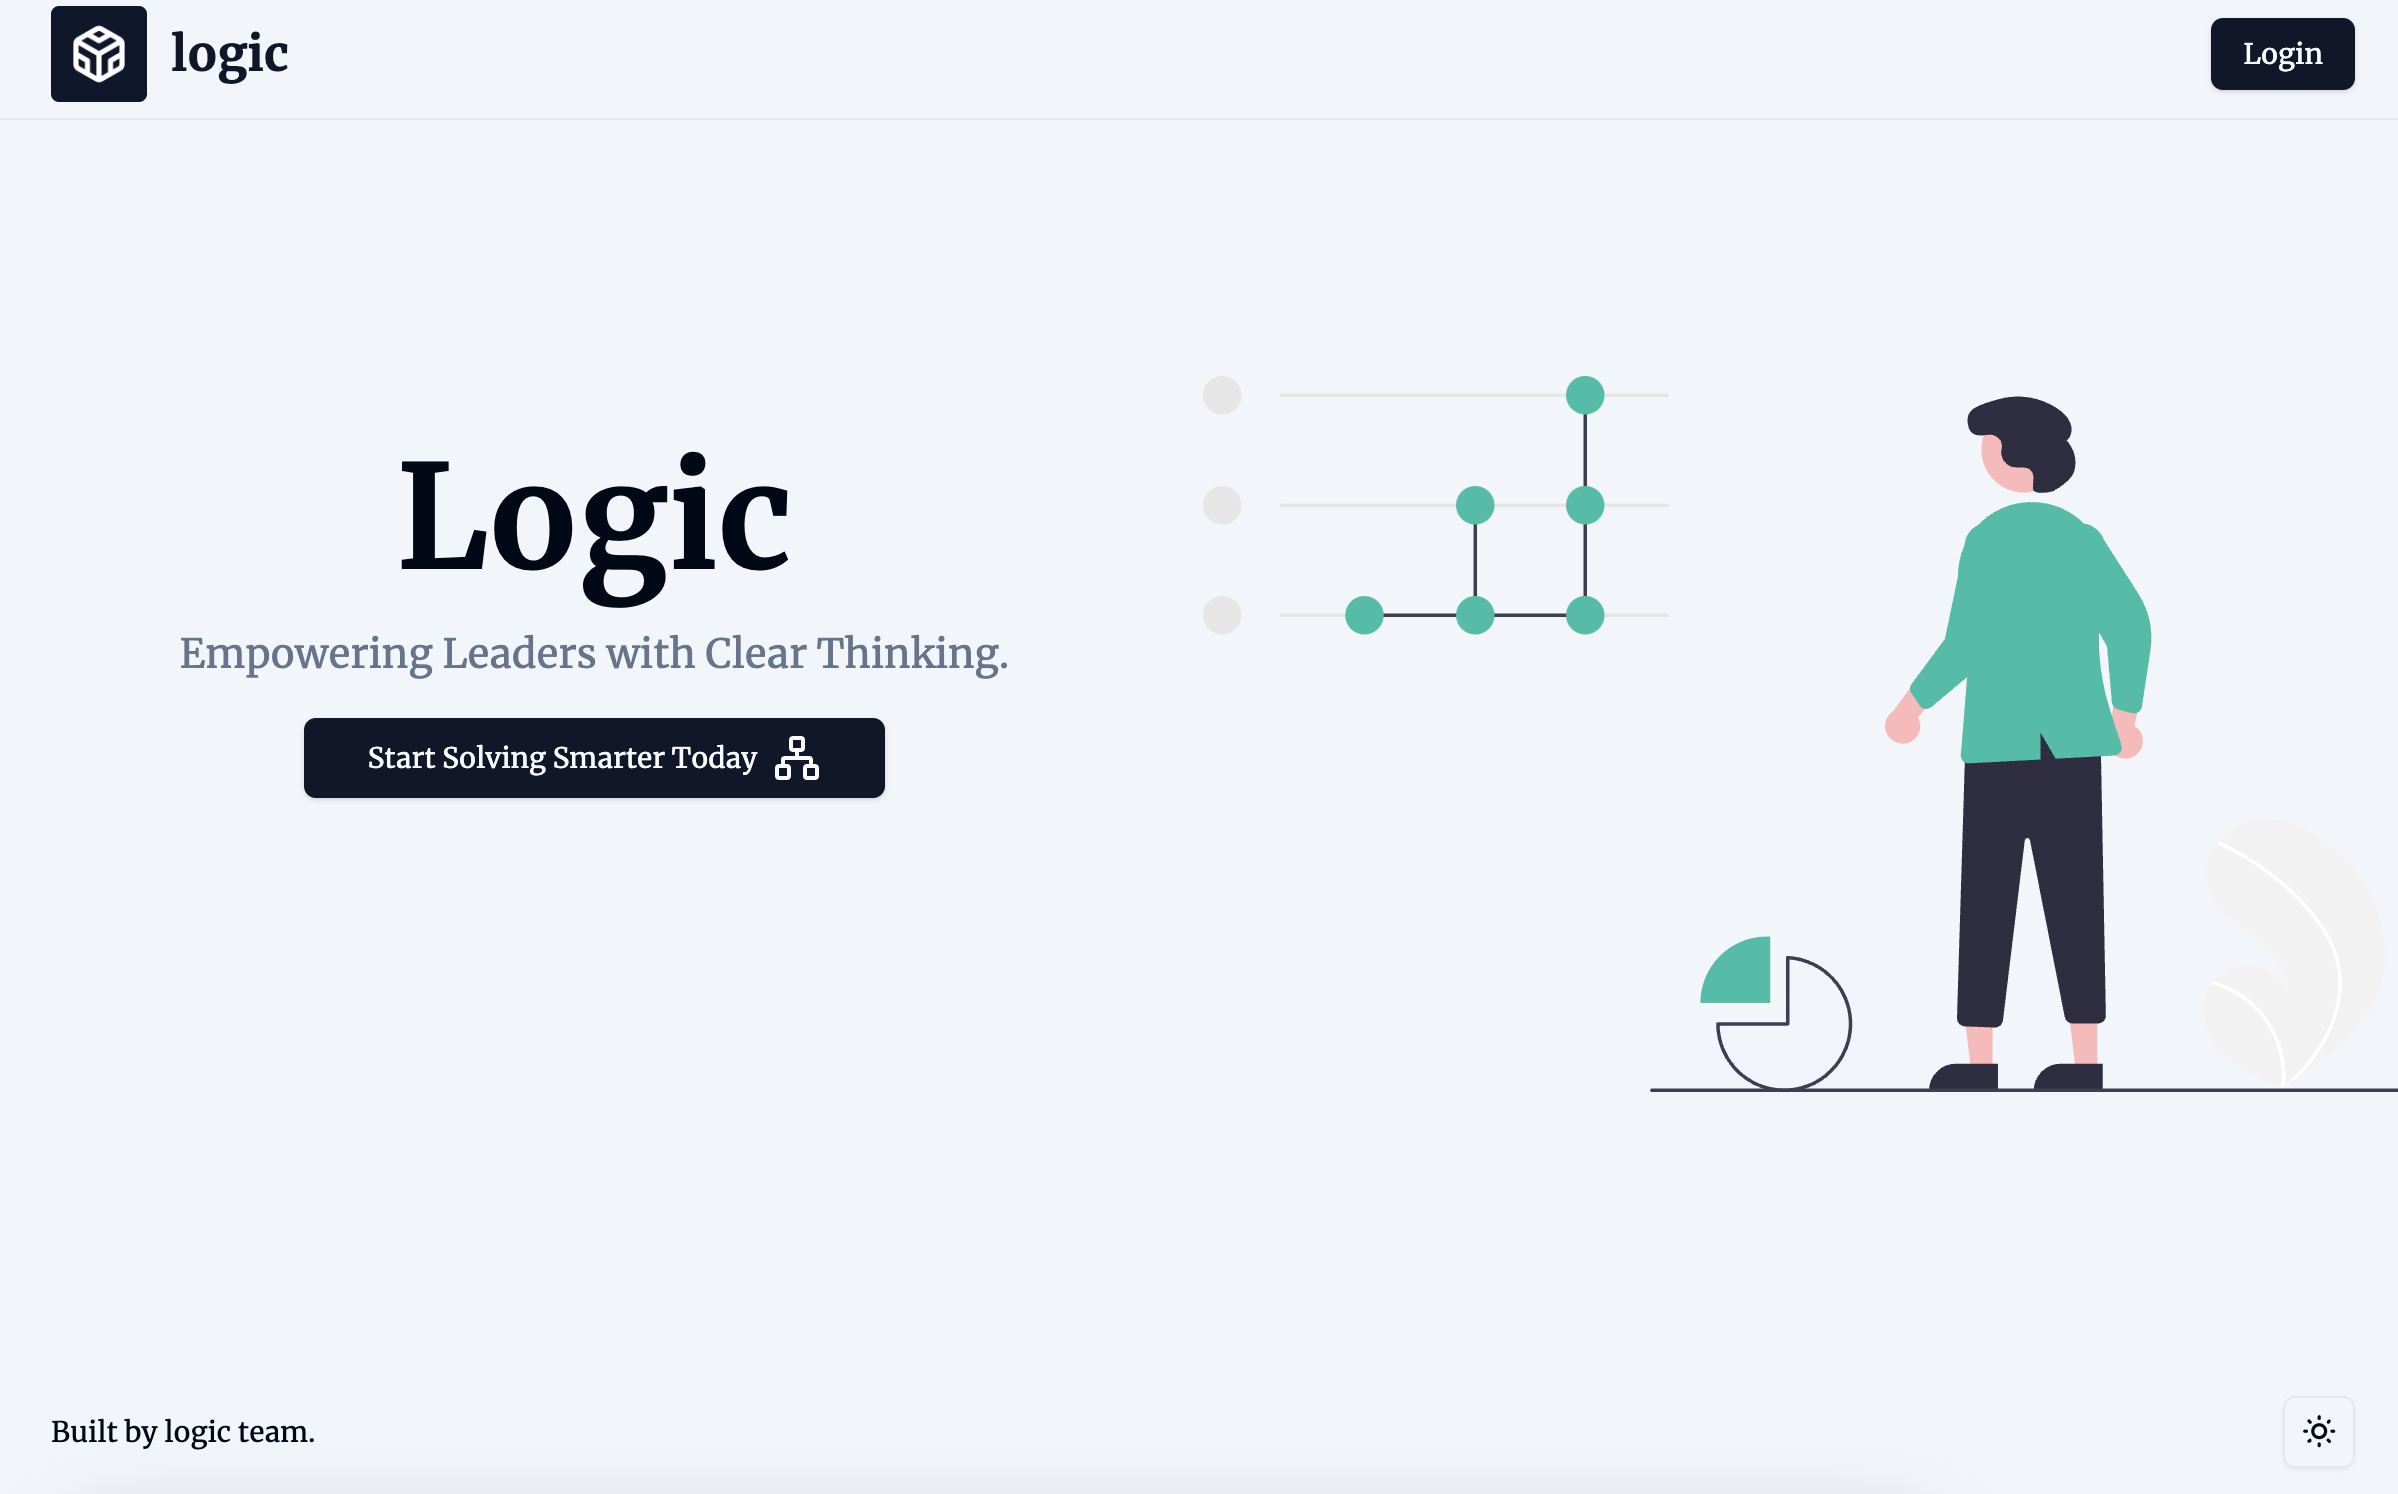 logic
Login
Logic
Empowering Leaders with Clear Thinking.
Start Solving Smarter Today
Built by logic team.